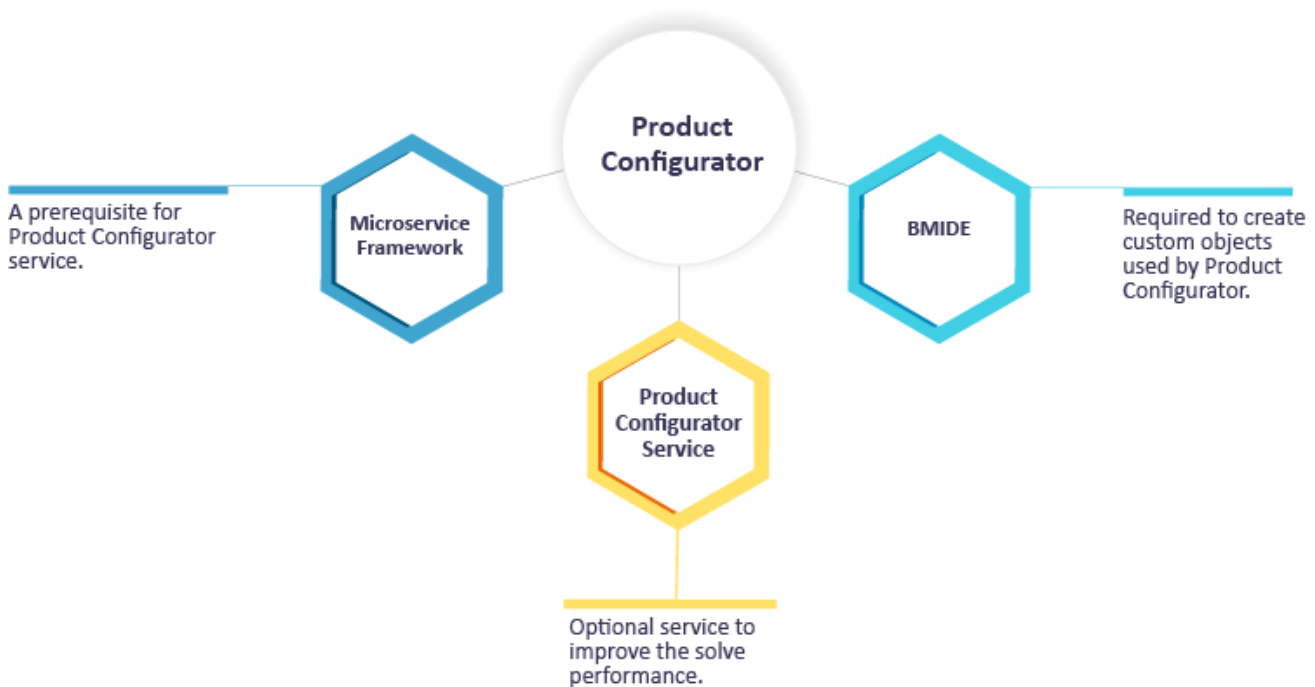 Product
Configurator
Microservice
Framework
A prerequisite for
Product Configurator
service.
BMIDE
Required to create
custom objects
used by Product
Configurator.
Product
Configurator
Service
Optional service to
improve the solve
performance.